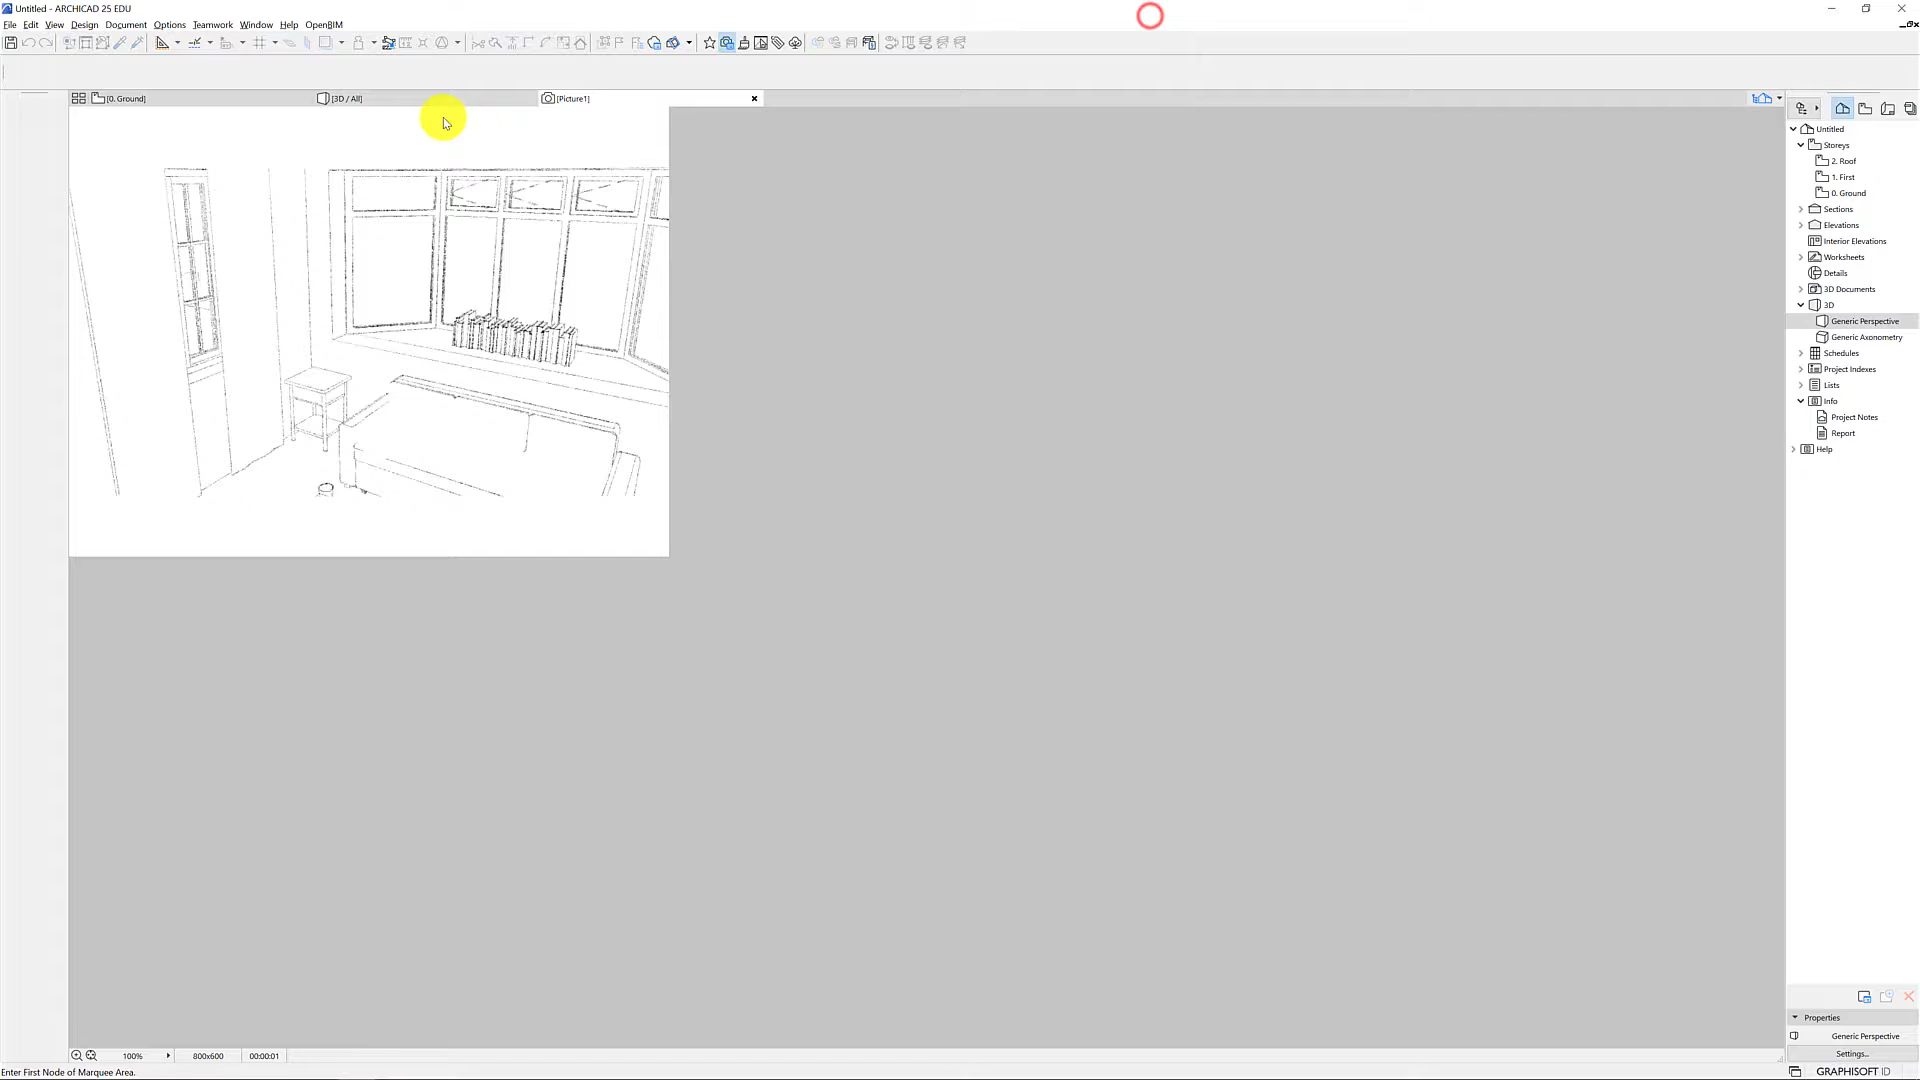 Untitled - ARCHICAD 25 EDU
File Edit View Design Document Options Teamwork Window Help OpenBIM
[0. Ground]
[3D / All]
[Picture1]
Untitled
Storeys
2. Roof
1. First
0. Ground
Sections
Elevations
Interior Elevations
Worksheets
Details
3D Documents
3D
Generic Perspective
Generic Axonometry
Schedules
Project Indexes
Lists
Info
Project Notes
Report
Help
Properties
Generic Perspective
Settings...
100% 800x600 00:00:01
Enter First Node of Marquee Area.
GRAPHISOFT ID